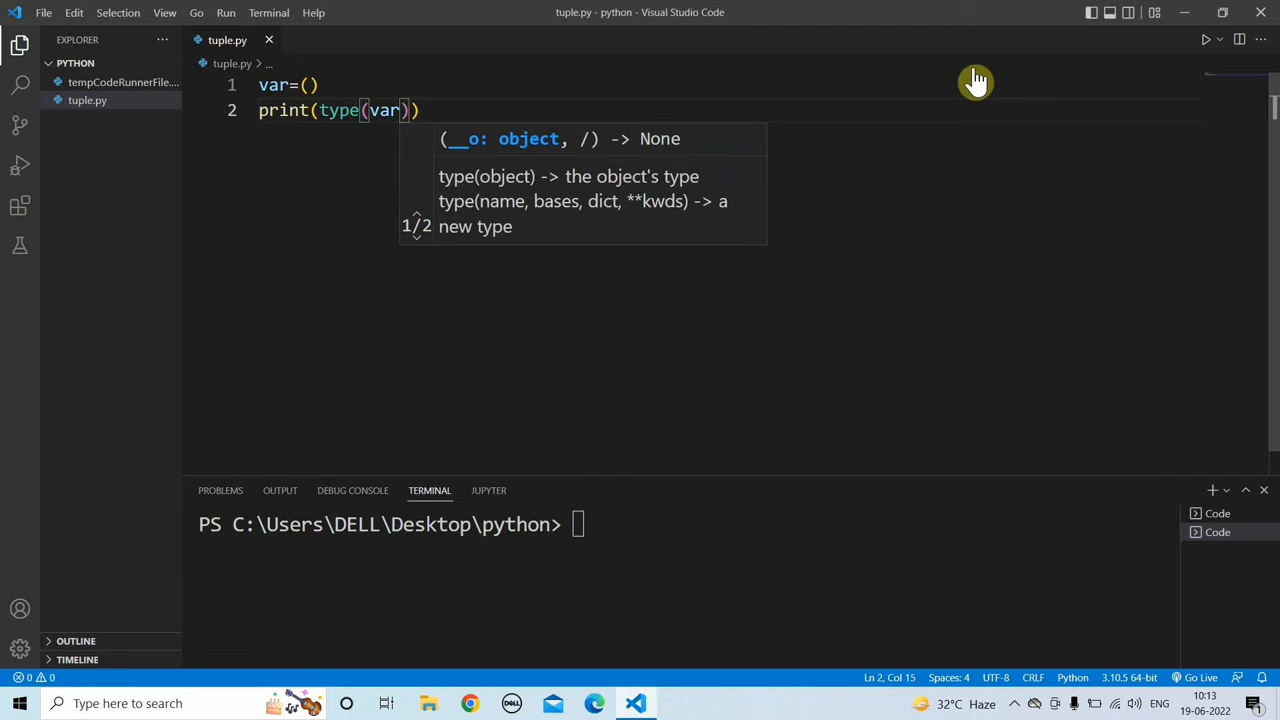 File Edit Selection View Go Run Terminal Help
tuple.py - python - Visual Studio Code
EXPLORER
PYTHON
tempCodeRunnerFile....
tuple.py
OUTLINE
TIMELINE
tuple.py
tuple.py > ...
1 var=()
2 print(type(var))
(__o: object, /) -> None
type(object) -> the object's type
type(name, bases, dict, **kwds) -> a
1/2 new type
PROBLEMS OUTPUT DEBUG CONSOLE TERMINAL JUPYTER
PS C:\Users\DELL\Desktop\python>
Code
Code
0 0 Ln 2, Col 15 Spaces: 4 UTF-8 CRLF Python 3.10.5 64-bit Go Live
Type here to search
DELL
32°C Haze
ENG
10:13
19-06-2022
1